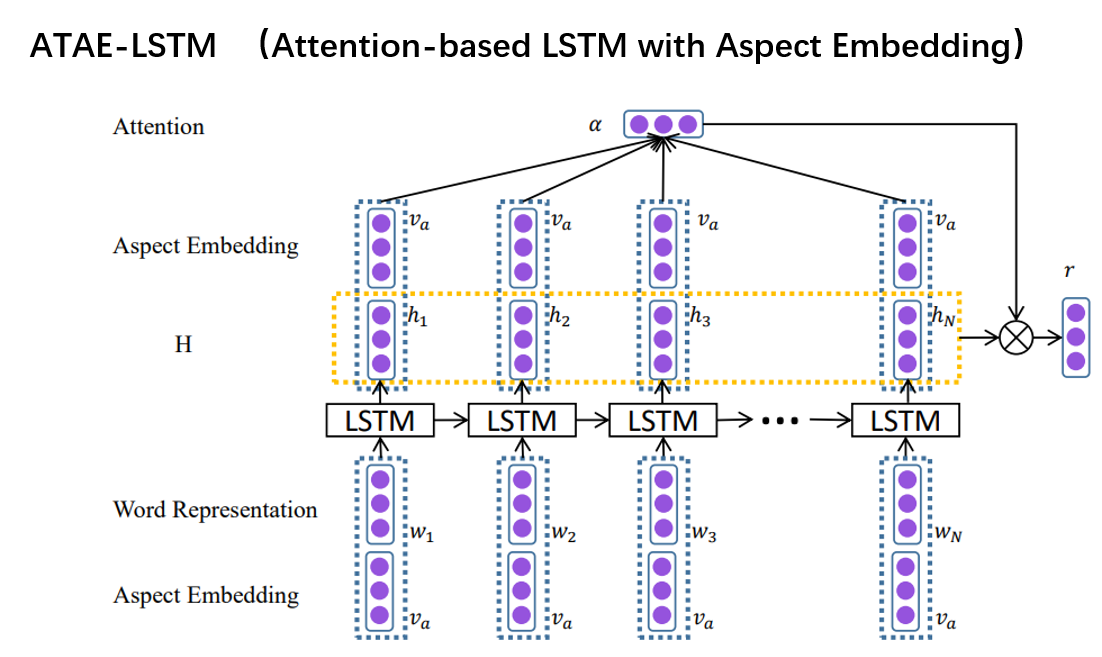 ATAE-LSTM （Attention-based LSTM with Aspect Embedding）
Attention α
Aspect Embedding v_a v_a v_a v_a
r
H h_1 h_2 h_3 h_N
LSTM LSTM LSTM ... LSTM
Word Representation w_1 w_2 w_3 w_N
Aspect Embedding v_a v_a v_a v_a